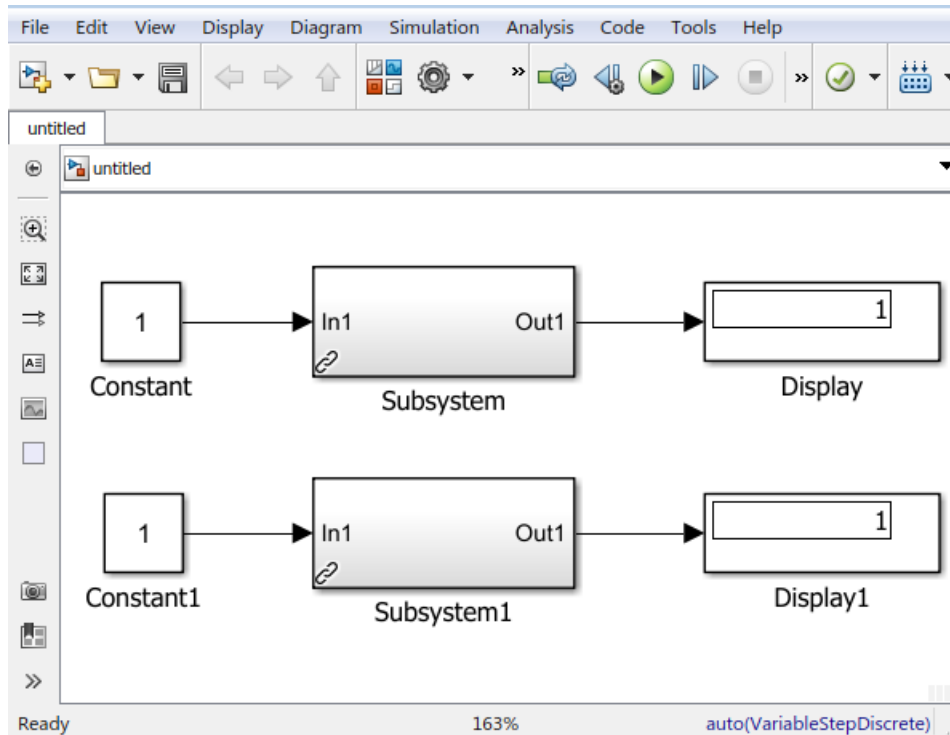 File Edit View Display Diagram Simulation Analysis Code Tools Help
» »
untitled
untitled
1 In1 Out1 1
Constant Subsystem Display
1 In1 Out1 1
Constant1 Subsystem1 Display1
»
Ready 163% auto(VariableStepDiscrete)